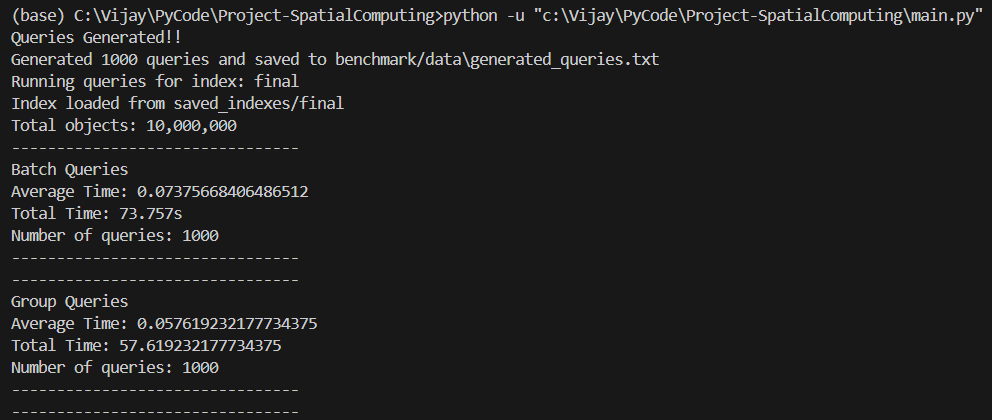 (base) C:\Vijay\PyCode\Project-SpatialComputing>python -u "c:\Vijay\PyCode\Project-SpatialComputing\main.py"
Queries Generated!!
Generated 1000 queries and saved to benchmark/data\generated_queries.txt
Running queries for index: final
Index loaded from saved_indexes/final
Total objects: 10,000,000
--------------------------------
Batch Queries
Average Time: 0.07375668406486512
Total Time: 73.757s
Number of queries: 1000
--------------------------------
--------------------------------
Group Queries
Average Time: 0.057619232177734375
Total Time: 57.619232177734375
Number of queries: 1000
--------------------------------
--------------------------------